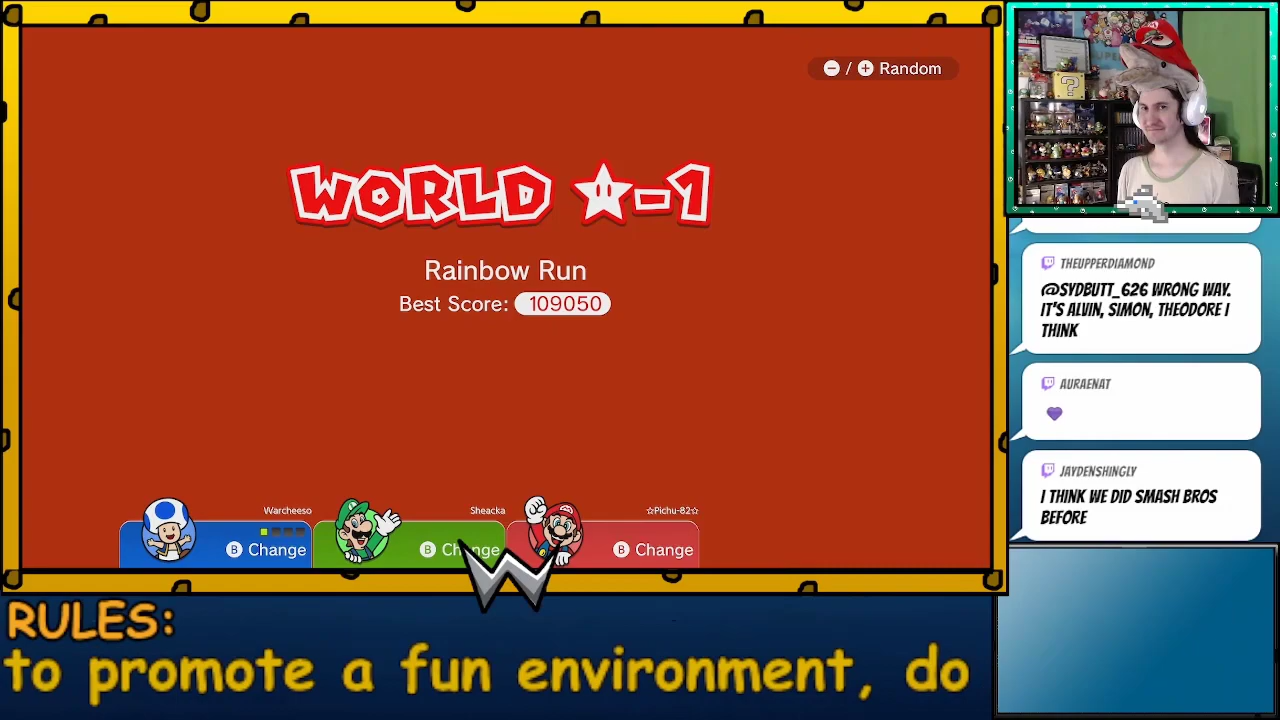 − / + Random
WORLD ★-1
Rainbow Run
Best Score: 109050
Warcheeso
B Change
Sheacka
B Change
☆Pichu-82☆
B Change
W
THEUPPERDIAMOND
@SYDBUTT_626 WRONG WAY.
IT'S ALVIN, SIMON, THEODORE I
THINK
AURAENAT
JAYDENSHINGLY
I THINK WE DID SMASH BROS
BEFORE
RULES:
to promote a fun environment, do